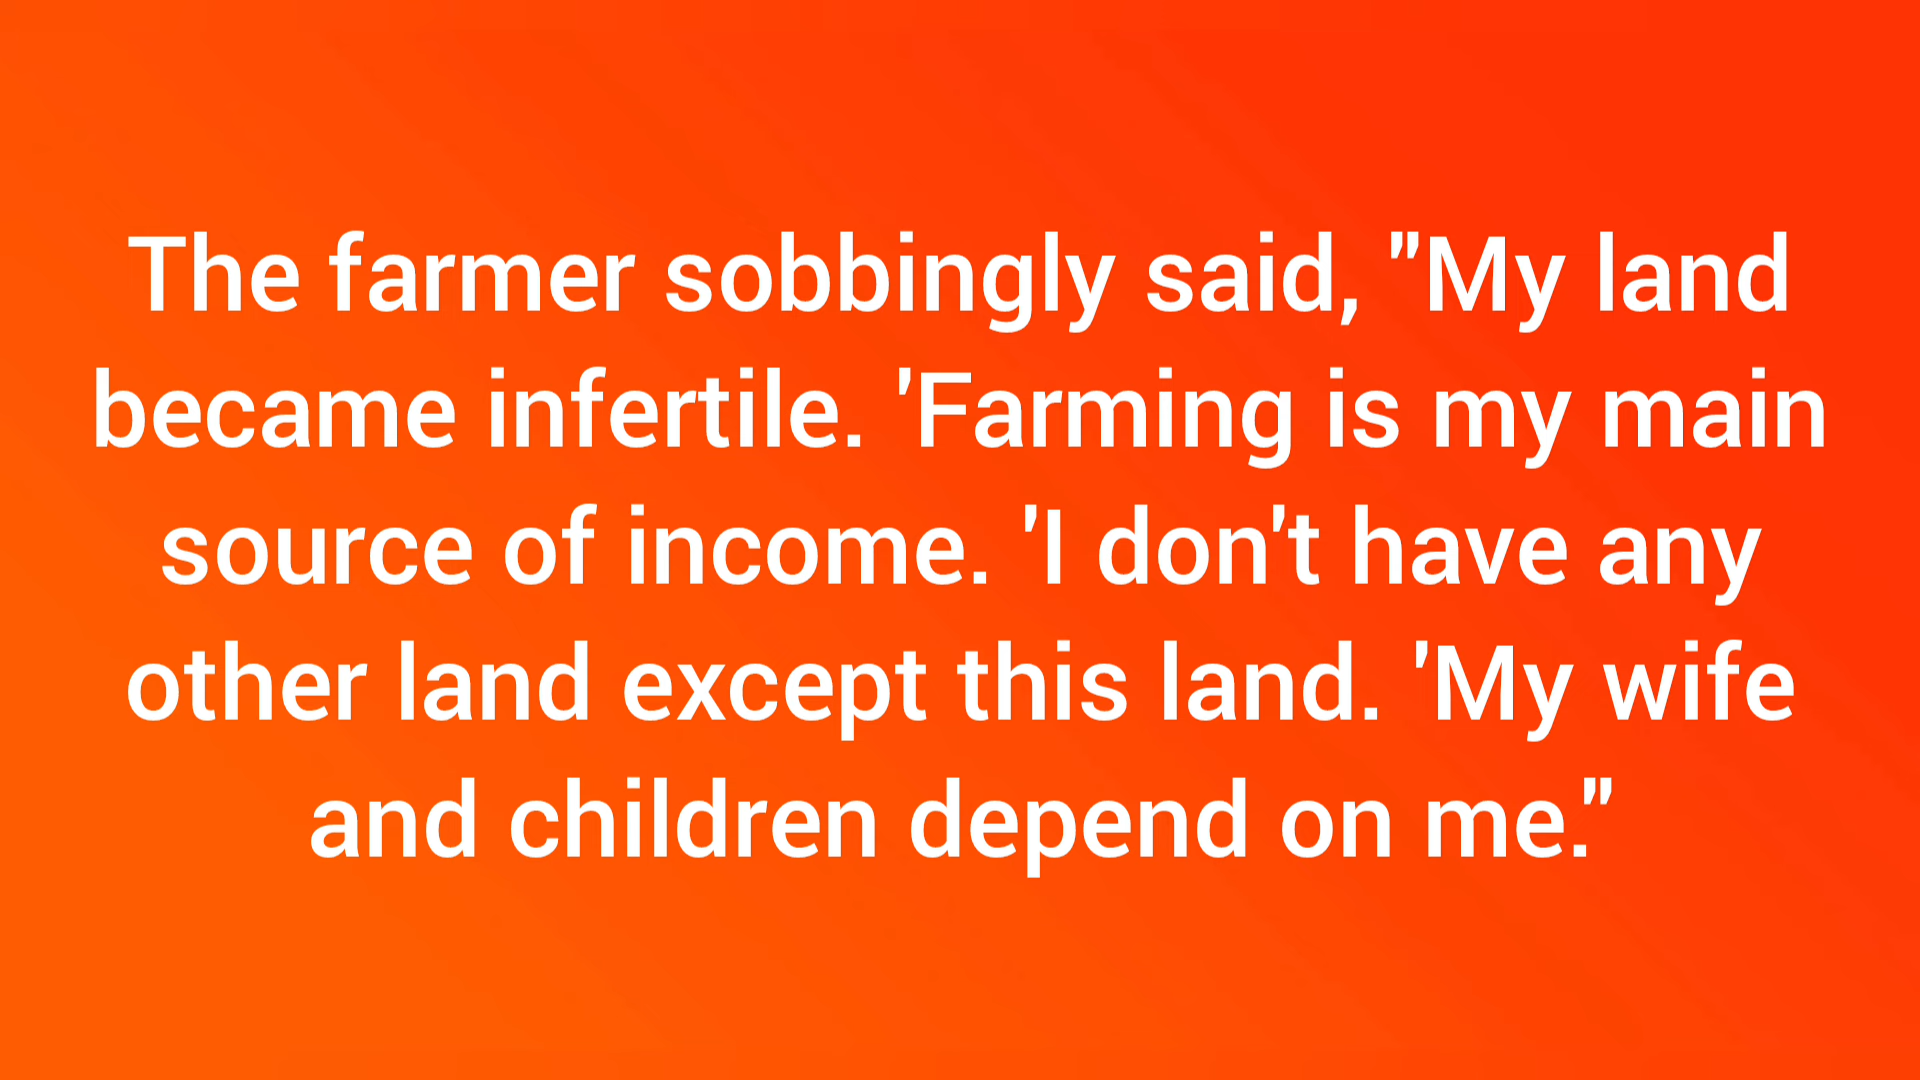 The farmer sobbingly said, "My land
became infertile. 'Farming is my main
source of income. 'I don't have any
other land except this land. 'My wife
and children depend on me."